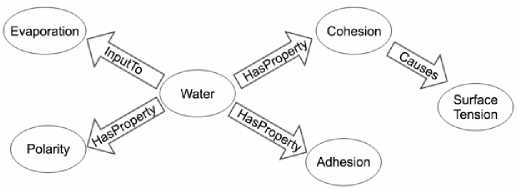 Evaporation
Cohesion
InputTo
HasProperty
Causes
Water
Surface
Tension
HasProperty
HasProperty
Polarity
Adhesion